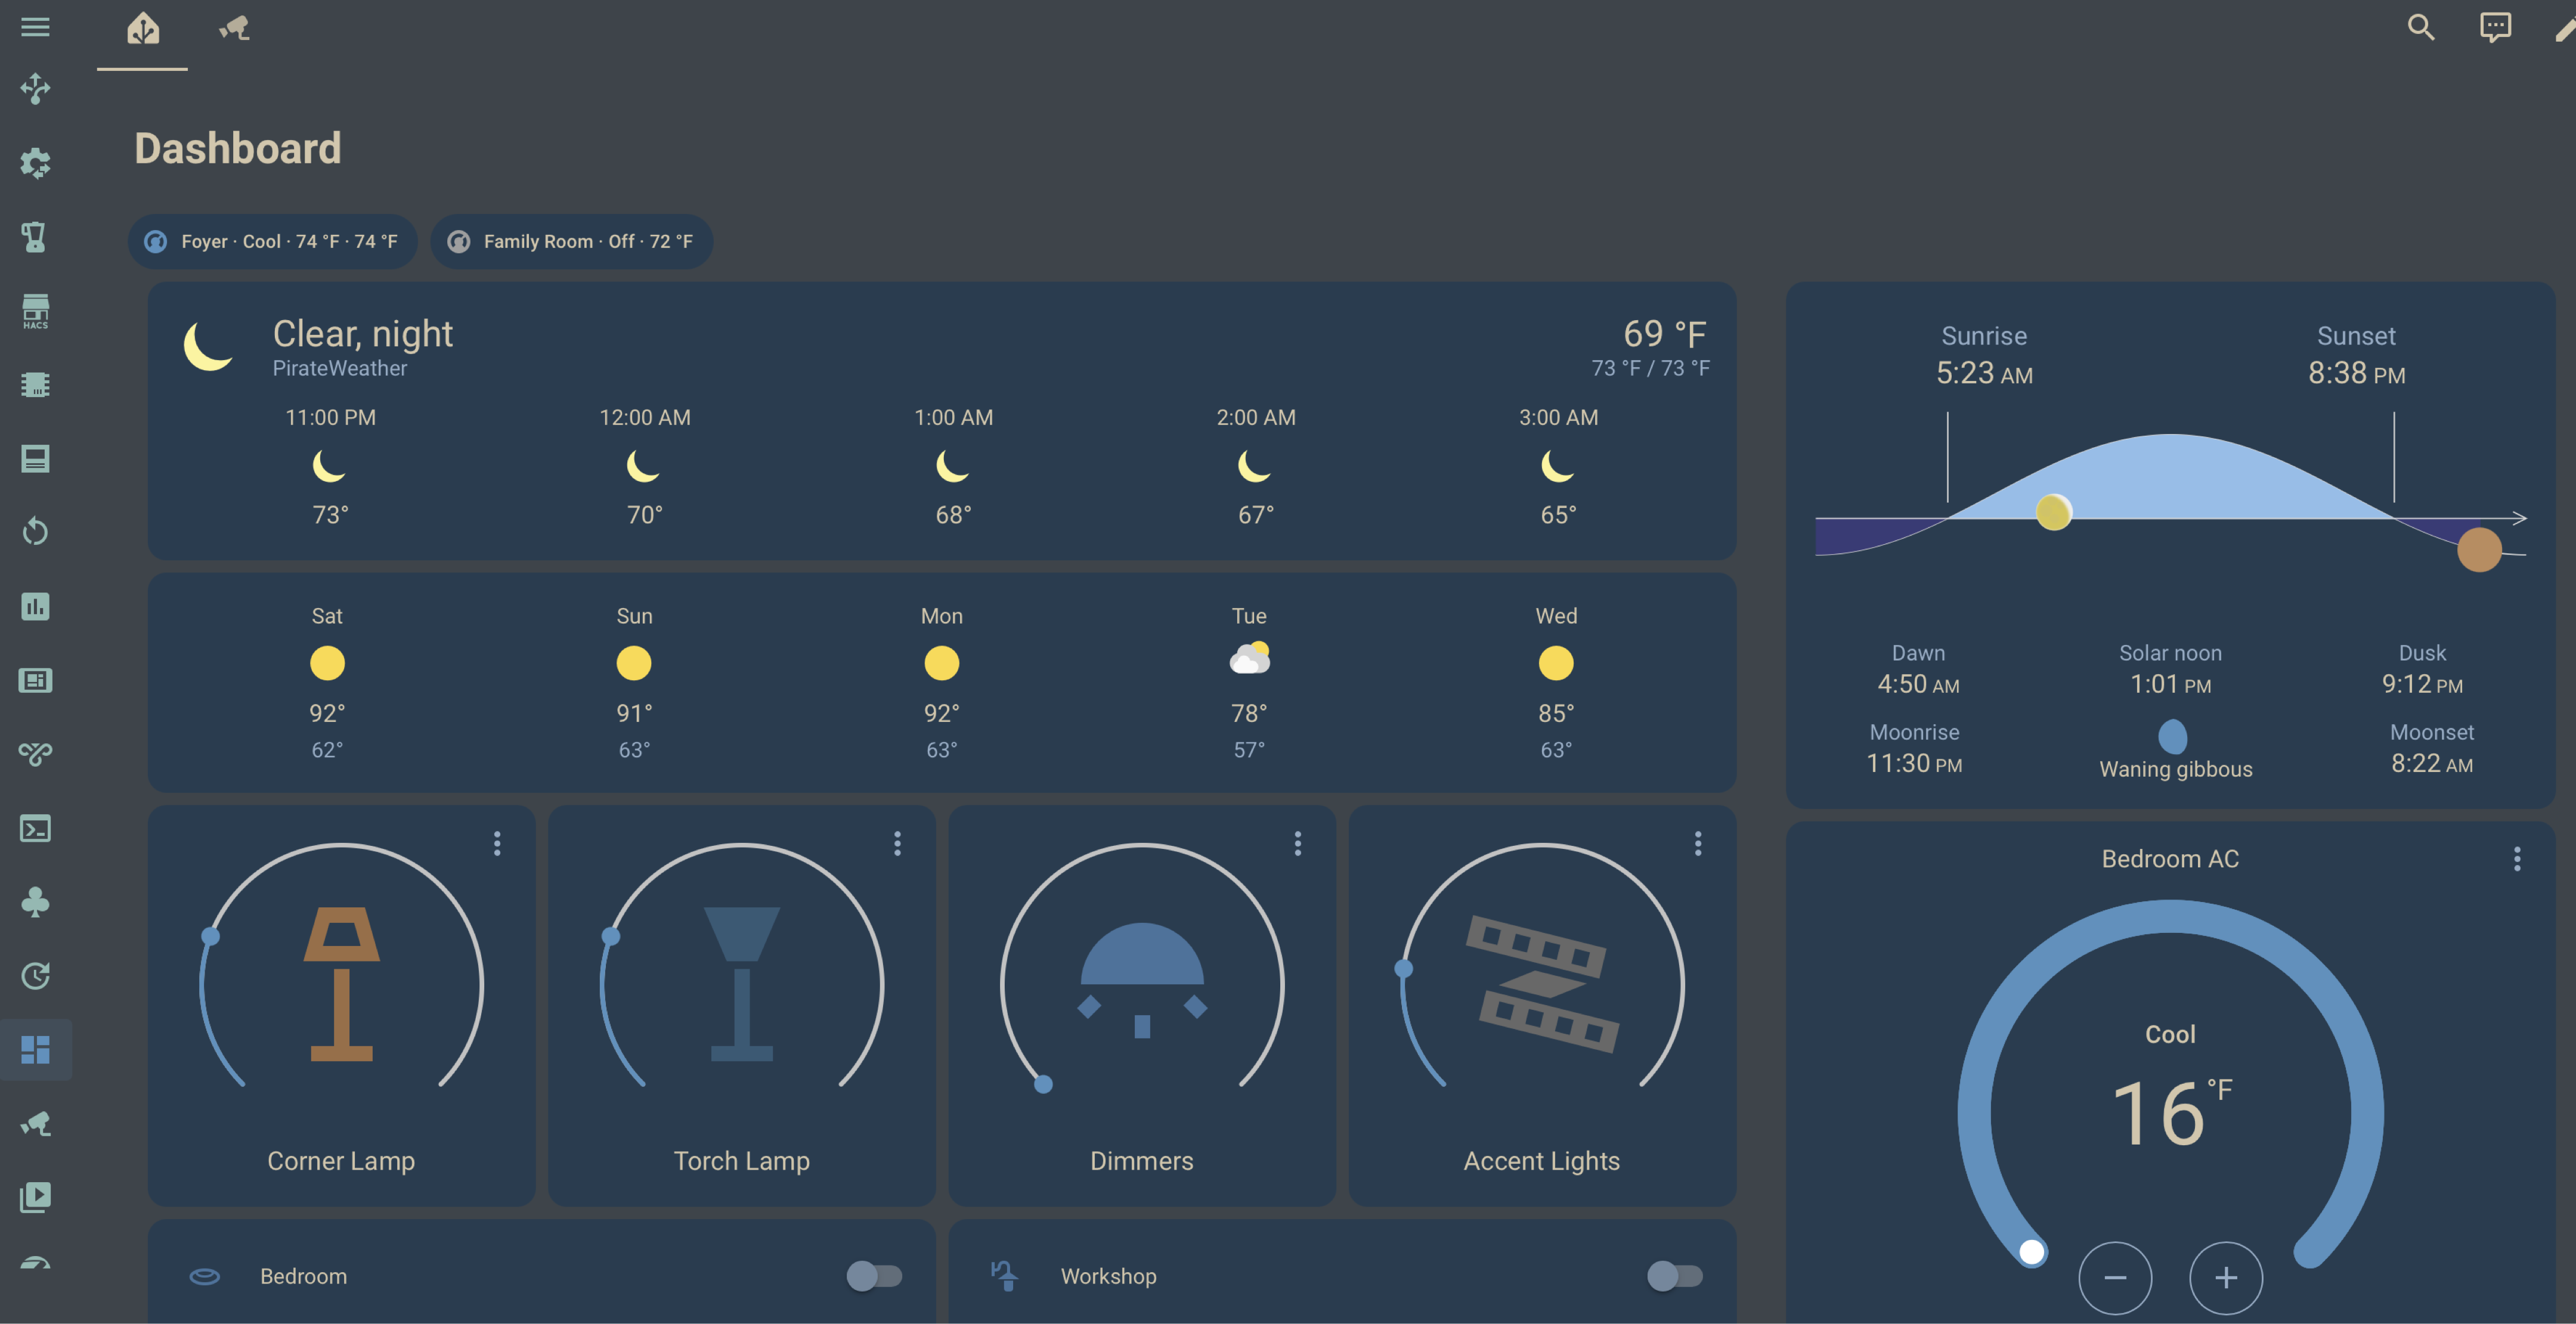 HACS
Dashboard
Foyer · Cool · 74 °F · 74 °F
Family Room · Off · 72 °F
Clear, night
PirateWeather
69 °F
73 °F / 73 °F
11:00 PM 12:00 AM 1:00 AM 2:00 AM 3:00 AM
73° 70° 68° 67° 65°
Sat Sun Mon Tue Wed
92° 91° 92° 78° 85°
62° 63° 63° 57° 63°
Corner Lamp
Torch Lamp
Dimmers
Accent Lights
Bedroom
Workshop
Sunrise Sunset
5:23 AM 8:38 PM
Dawn Solar noon Dusk
4:50 AM 1:01 PM 9:12 PM
Moonrise Moonset
11:30 PM Waning gibbous 8:22 AM
Bedroom AC
Cool
16 °F